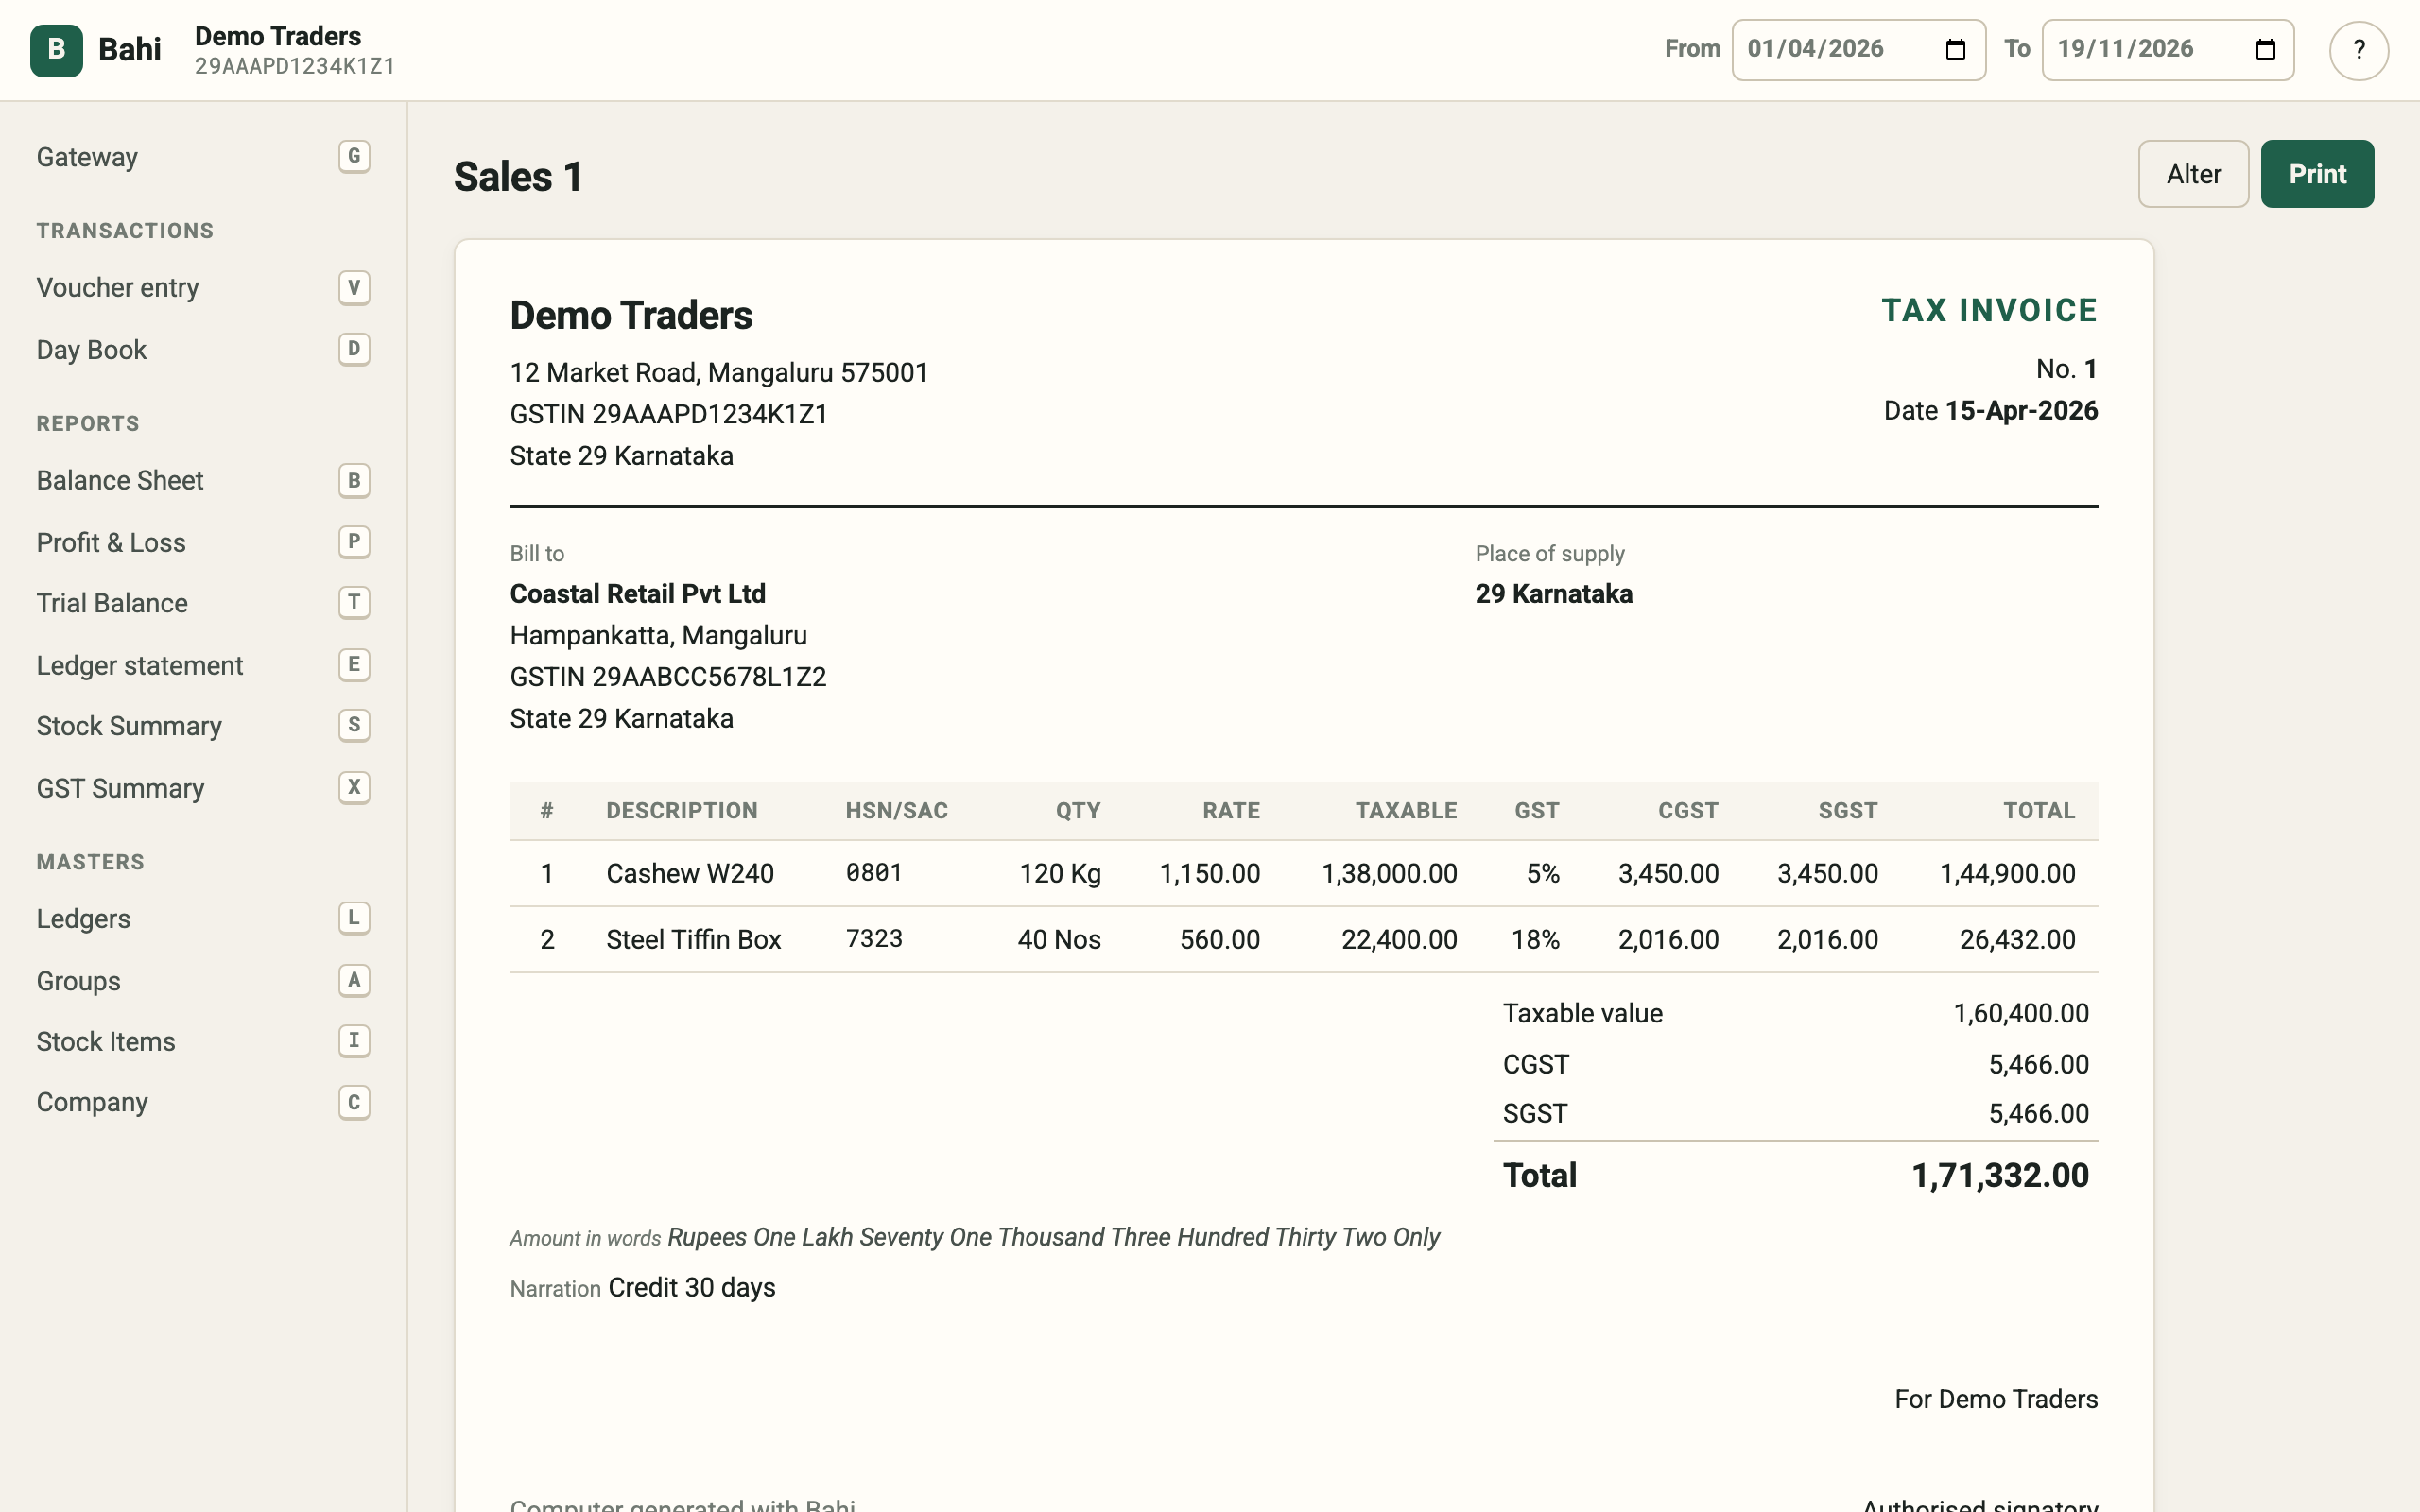 B Bahi Demo Traders 29AAAPD1234K1Z1 From 01/04/2026 To 19/11/2026 ?
Gateway G
TRANSACTIONS
Voucher entry V
Day Book D
REPORTS
Balance Sheet B
Profit & Loss P
Trial Balance T
Ledger statement E
Stock Summary S
GST Summary X
MASTERS
Ledgers L
Groups A
Stock Items I
Company C
Sales 1 Alter Print
Demo Traders TAX INVOICE
12 Market Road, Mangaluru 575001 No. 1
GSTIN 29AAAPD1234K1Z1 Date 15-Apr-2026
State 29 Karnataka
Bill to Place of supply
Coastal Retail Pvt Ltd 29 Karnataka
Hampankatta, Mangaluru
GSTIN 29AABCC5678L1Z2
State 29 Karnataka
# DESCRIPTION HSN/SAC QTY RATE TAXABLE GST CGST SGST TOTAL
1 Cashew W240 0801 120 Kg 1,150.00 1,38,000.00 5% 3,450.00 3,450.00 1,44,900.00
2 Steel Tiffin Box 7323 40 Nos 560.00 22,400.00 18% 2,016.00 2,016.00 26,432.00
Taxable value 1,60,400.00
CGST 5,466.00
SGST 5,466.00
Total 1,71,332.00
Amount in words Rupees One Lakh Seventy One Thousand Three Hundred Thirty Two Only
Narration Credit 30 days
For Demo Traders
Computer generated with Bahi Authorised signatory